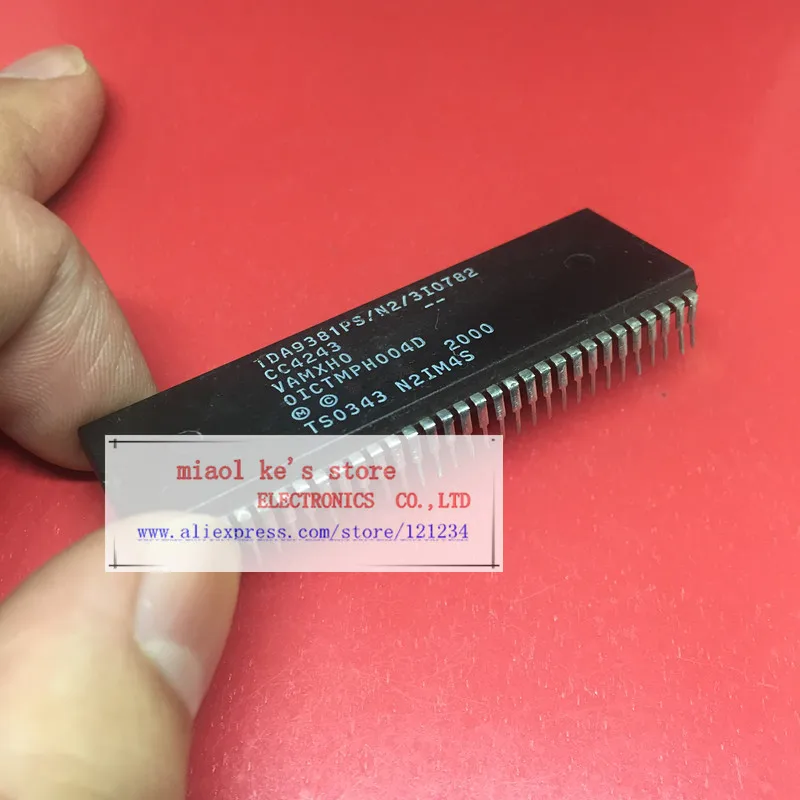 TDA9381PS/N2/3I0782
--
CC4243
VAMXH0
0ICTMPH004D
Ⓜ © 2000
TS0343 N2IM4S
miaol ke's store
ELECTRONICS CO.,LTD
www.aliexpress.com/store/121234